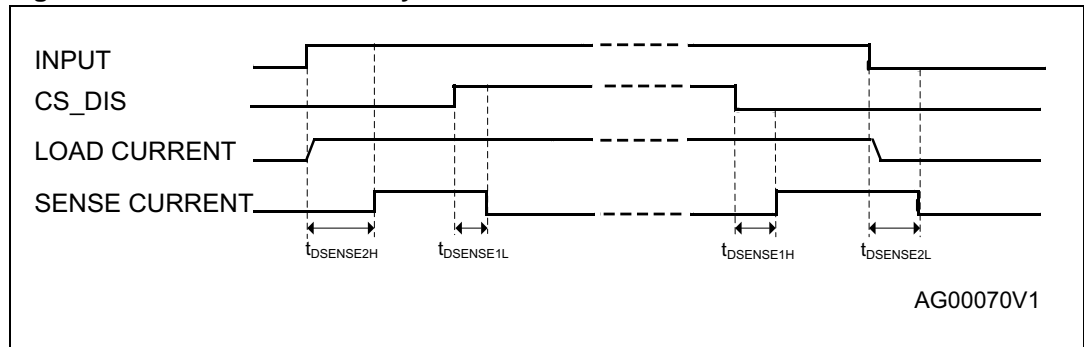 INPUT
CS_DIS
LOAD CURRENT
SENSE CURRENT
tDSENSE2H
tDSENSE1L
tDSENSE1H
tDSENSE2L
AG00070V1